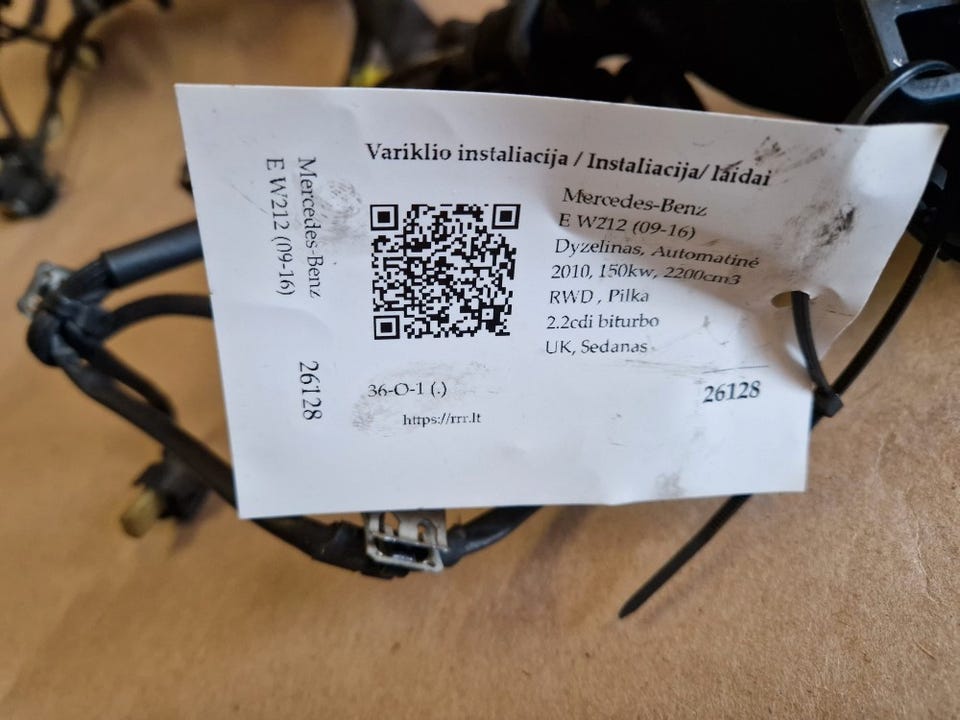 Variklio instaliacija / Instaliacija/ laidai
Mercedes-Benz
E W212 (09-16)
26128
Mercedes-Benz
E W212 (09-16)
Dyzelinas, Automatinė
2010, 150kw, 2200cm3
RWD , Pilka
2.2cdi biturbo
UK, Sedanas
36-O-1 (.)
https://rrr.lt
26128